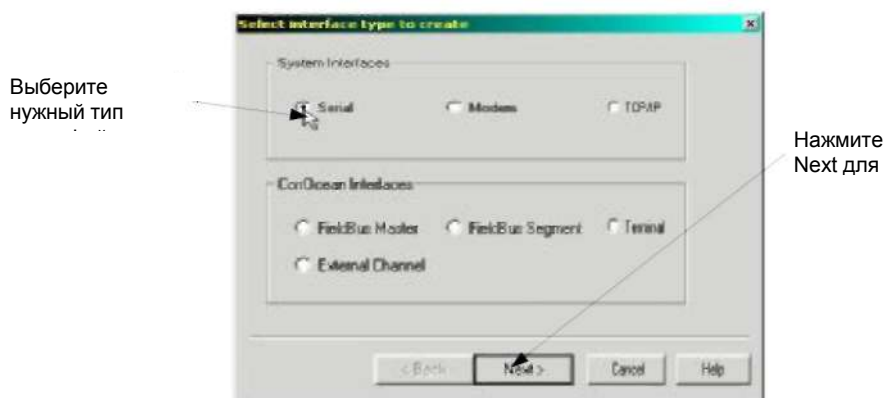 Select interface type to create
System Interfaces
Выберите
нужный тип
Serial
Modem
TCP/IP
Нажмите
Next для
ConOcean Interfaces
FieldBus Master
FieldBus Segment
Terminal
External Channel
< Back
Next >
Cancel
Help